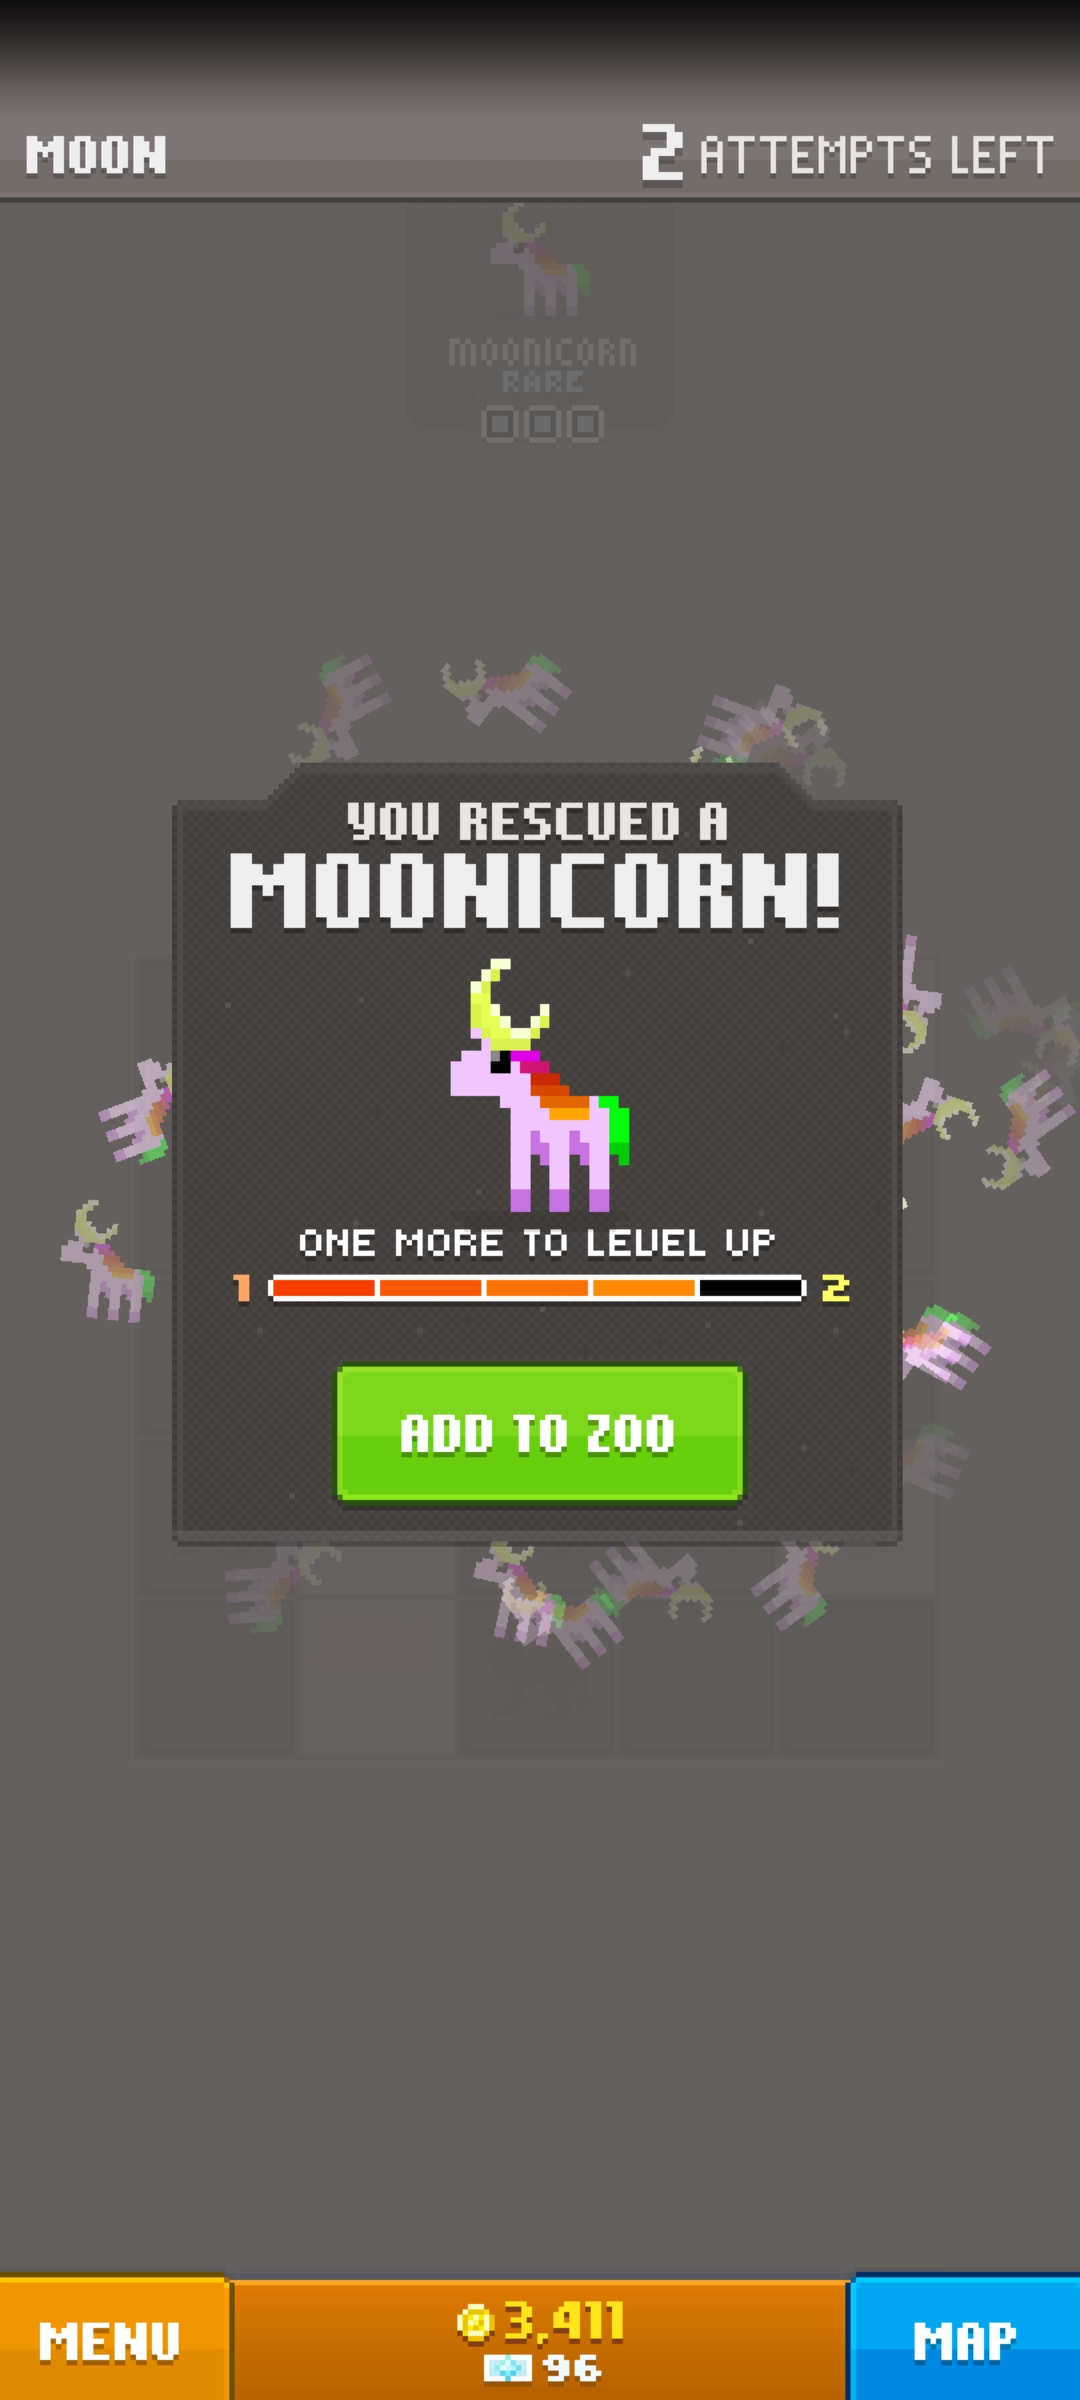 MOON
2 ATTEMPTS LEFT
MOONICORN
RARE
YOU RESCUED A
MOONICORN!
ONE MORE TO LEVEL UP
1 2
ADD TO ZOO
MENU
3,411
96
MAP